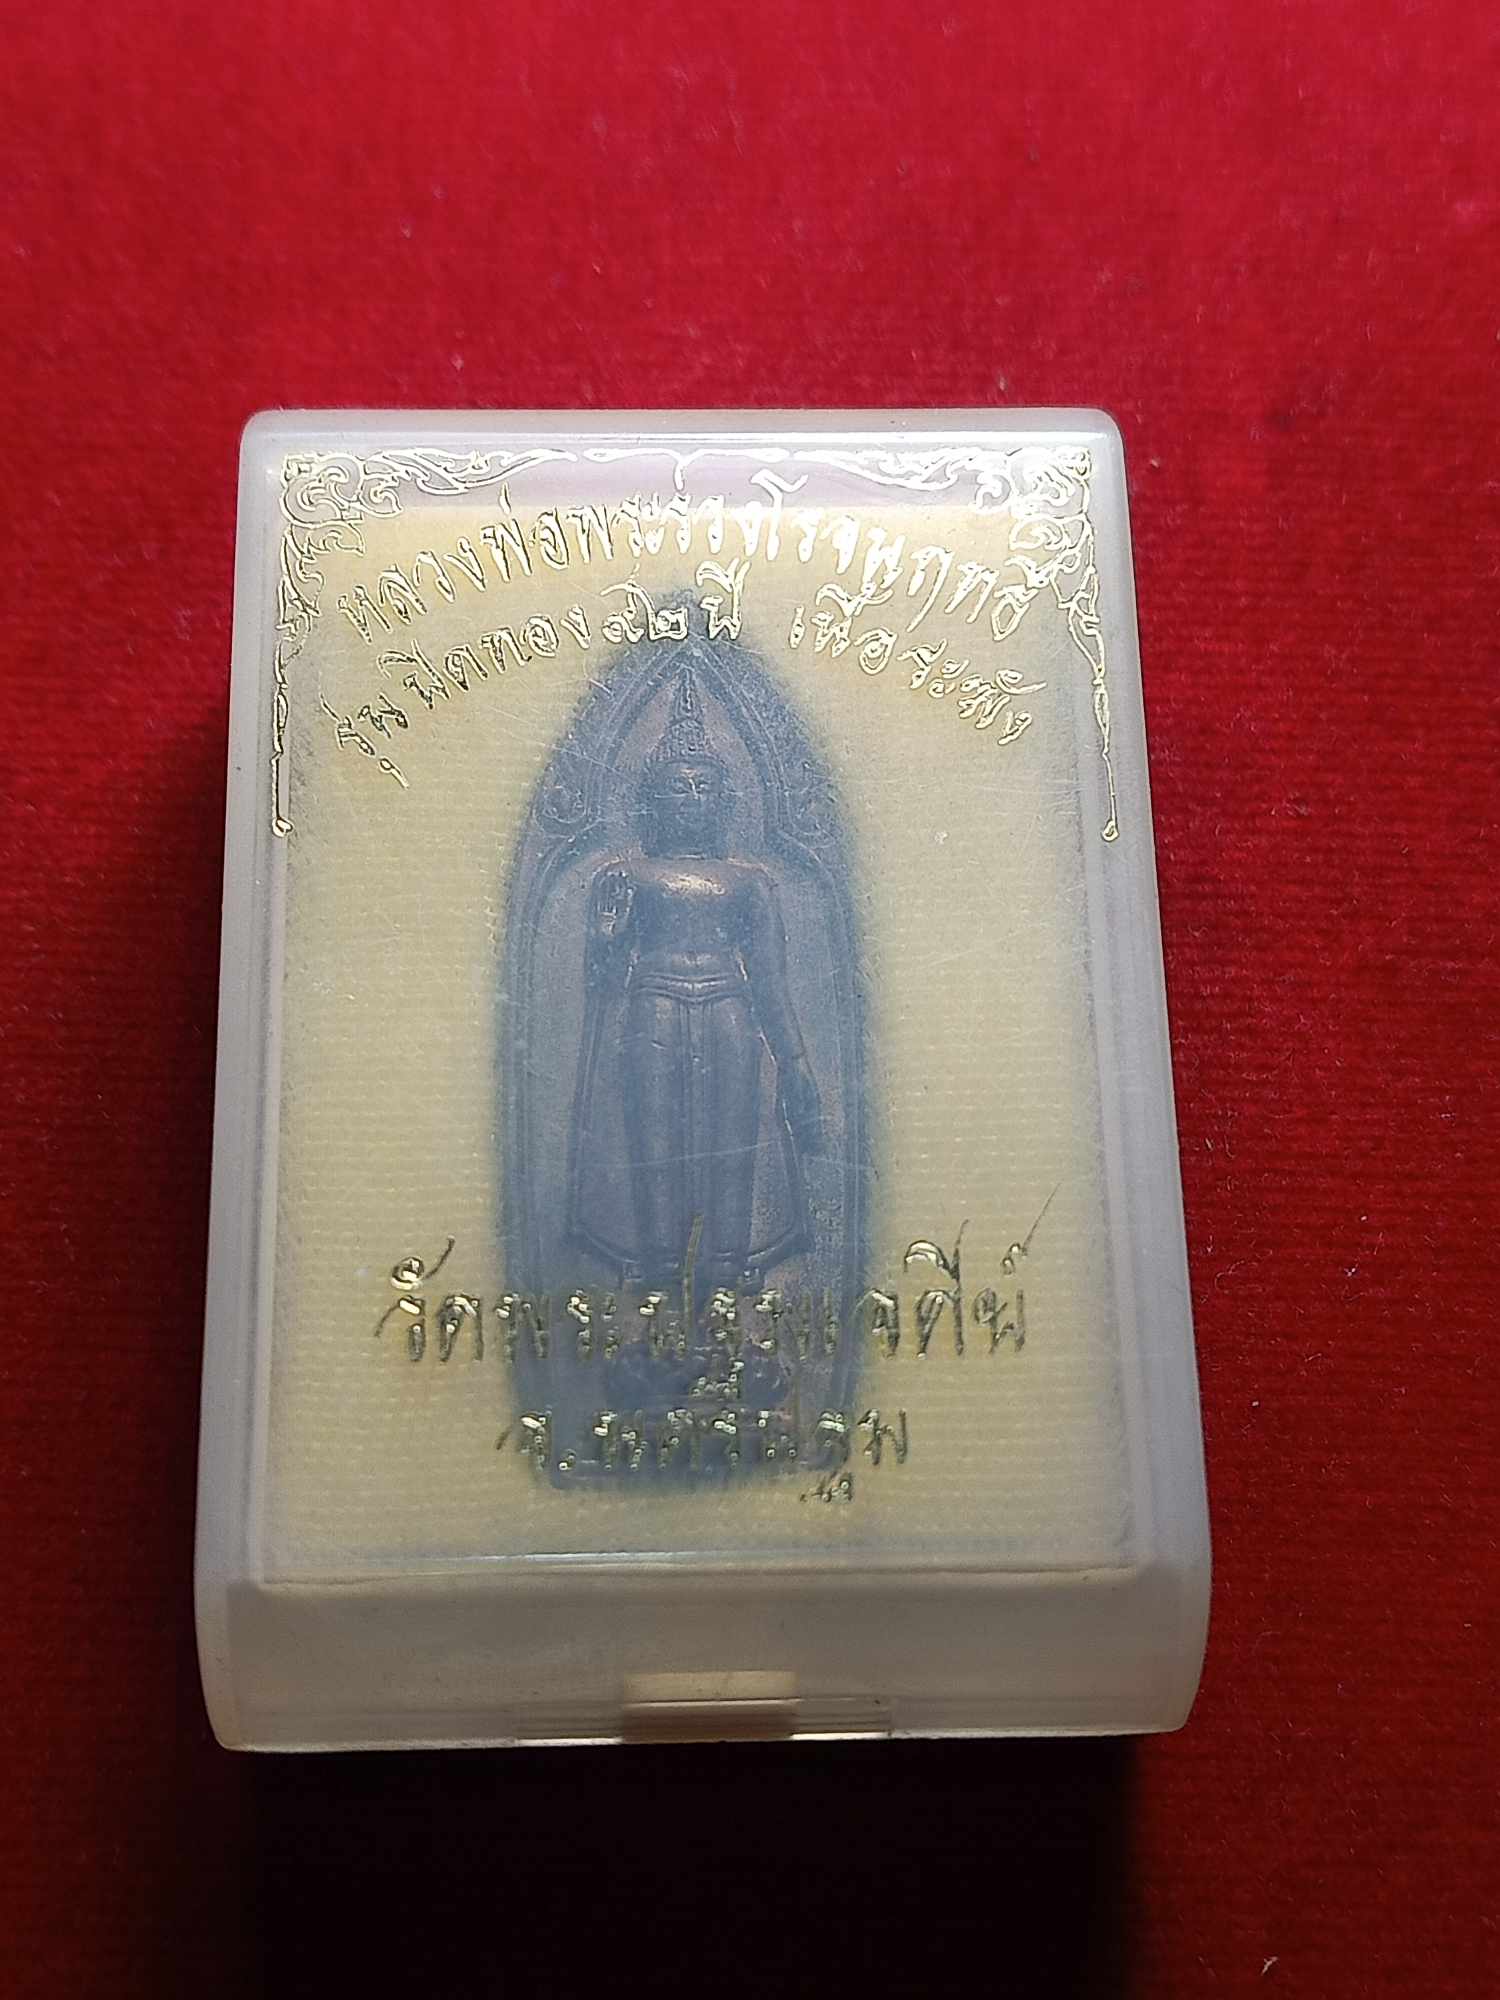 หลวงพ่อพระร่วงโรจนฤทธิ์
รุ่นปิดทอง ๙๒ ปี เนื้อระฆัง
วัดพระปฐมเจดีย์
จ.นครปฐม